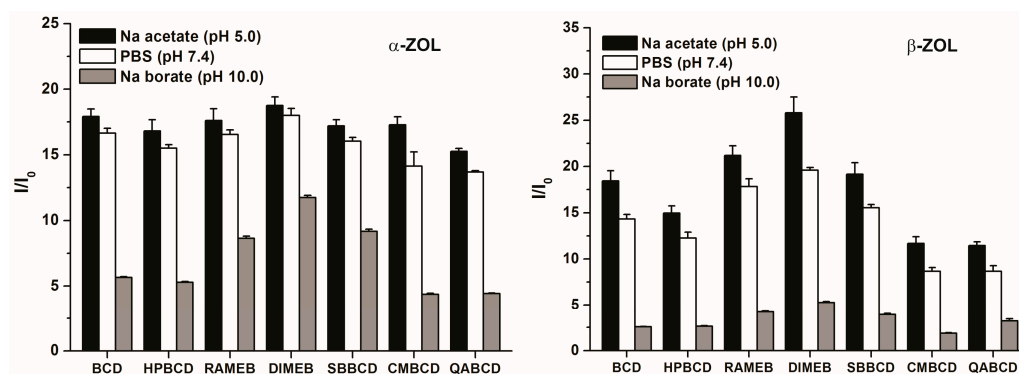 25
20
15
10
5
0
I/I₀
Na acetate (pH 5.0)
PBS (pH 7.4)
Na borate (pH 10.0)
α-ZOL
BCD HPBCD RAMEB DIMEB SBBCD CMBCD QABCD
35
30
25
20
15
10
5
0
I/I₀
Na acetate (pH 5.0)
PBS (pH 7.4)
Na borate (pH 10.0)
β-ZOL
BCD HPBCD RAMEB DIMEB SBBCD CMBCD QABCD